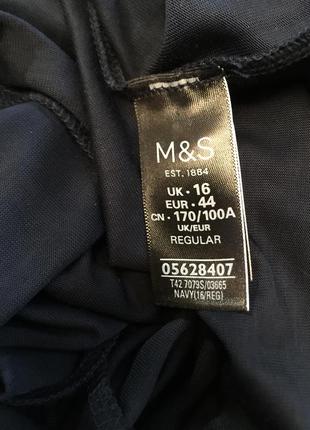 M&S
EST. 1884
UK • 16
EUR • 44
CN • 170/100A
UK/EUR
REGULAR
05628407
T42 7079S/03665
NAVY(16/REG)